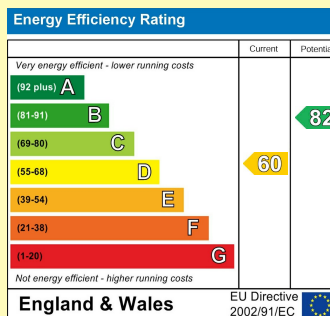 Energy Efficiency Rating
Current
Very energy efficient - lower running costs
(92 plus) A
(81-91) B
82
(69-80) C
(55-68) D
60
(39-54) E
(21-38) F
(1-20) G
Not energy efficient - higher running costs
England & Wales
EU Directive
2002/91/EC